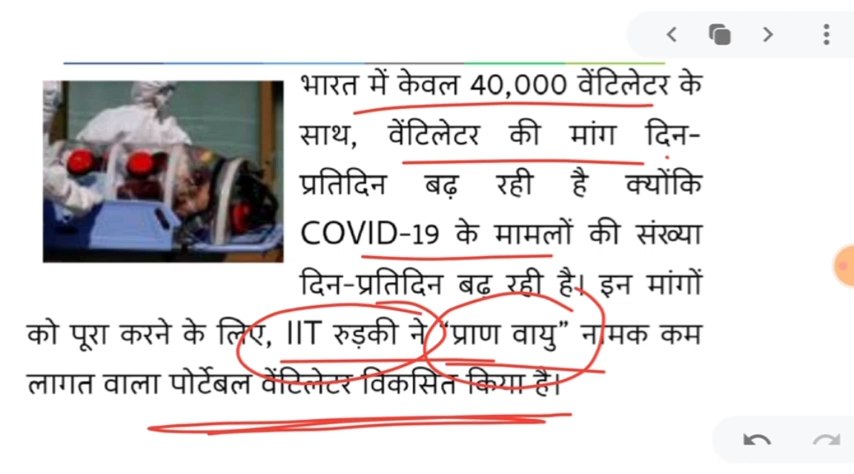 भारत में केवल 40,000 वेंटिलेटर के
साथ, वेंटिलेटर की मांग दिन-
प्रतिदिन बढ़ रही है क्योंकि
COVID-19 के मामलों की संख्या
दिन-प्रतिदिन बढ़ रही है। इन मांगों
को पूरा करने के लिए, IIT रुड़की ने “प्राण वायु” नामक कम
लागत वाला पोर्टेबल वेंटिलेटर विकसित किया है।